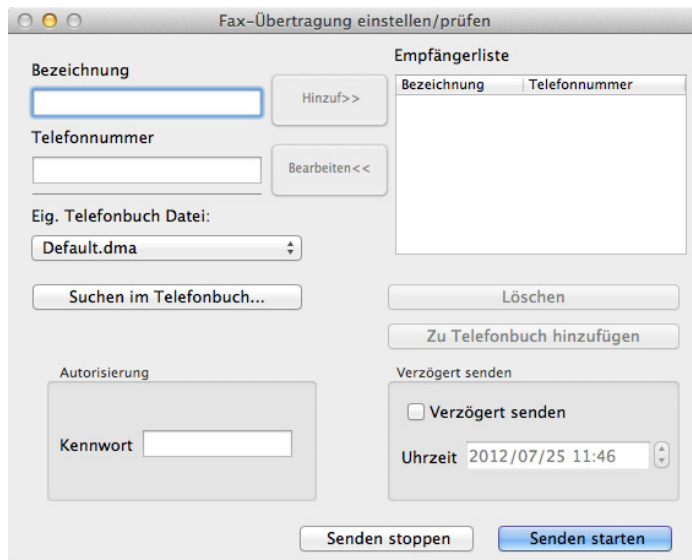 Fax-Übertragung einstellen/prüfen
Bezeichnung
Hinzuf>>
Telefonnummer
Bearbeiten<<
Eig. Telefonbuch Datei:
Default.dma
Suchen im Telefonbuch...
Empfängerliste
Bezeichnung Telefonnummer
Löschen
Zu Telefonbuch hinzufügen
Autorisierung
Kennwort
Verzögert senden
Verzögert senden
Uhrzeit 2012/07/25 11:46
Senden stoppen
Senden starten